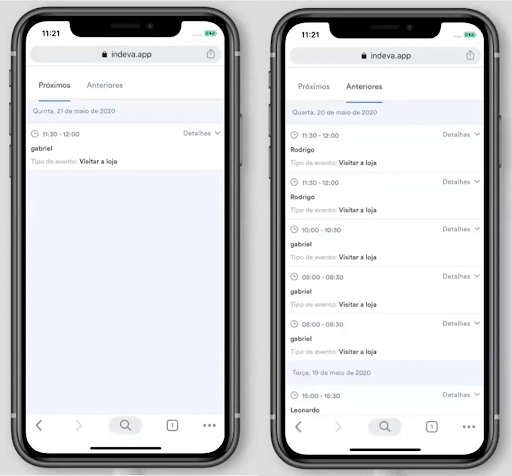 11:21
indeva.app
Próximos Anteriores
Quinta, 21 de maio de 2020
11:30 - 12:00 Detalhes
gabriel
Tipo de evento: Visitar a loja
1
11:21
indeva.app
Próximos Anteriores
Quarta, 20 de maio de 2020
11:30 - 12:00 Detalhes
Rodrigo
Tipo de evento: Visitar a loja
11:30 - 12:00 Detalhes
Rodrigo
Tipo de evento: Visitar a loja
10:00 - 10:30 Detalhes
gabriel
Tipo de evento: Visitar a loja
08:00 - 08:30 Detalhes
gabriel
Tipo de evento: Visitar a loja
08:00 - 08:30 Detalhes
gabriel
Tipo de evento: Visitar a loja
Terça, 19 de maio de 2020
15:00 - 15:30 Detalhes
Leonardo
1